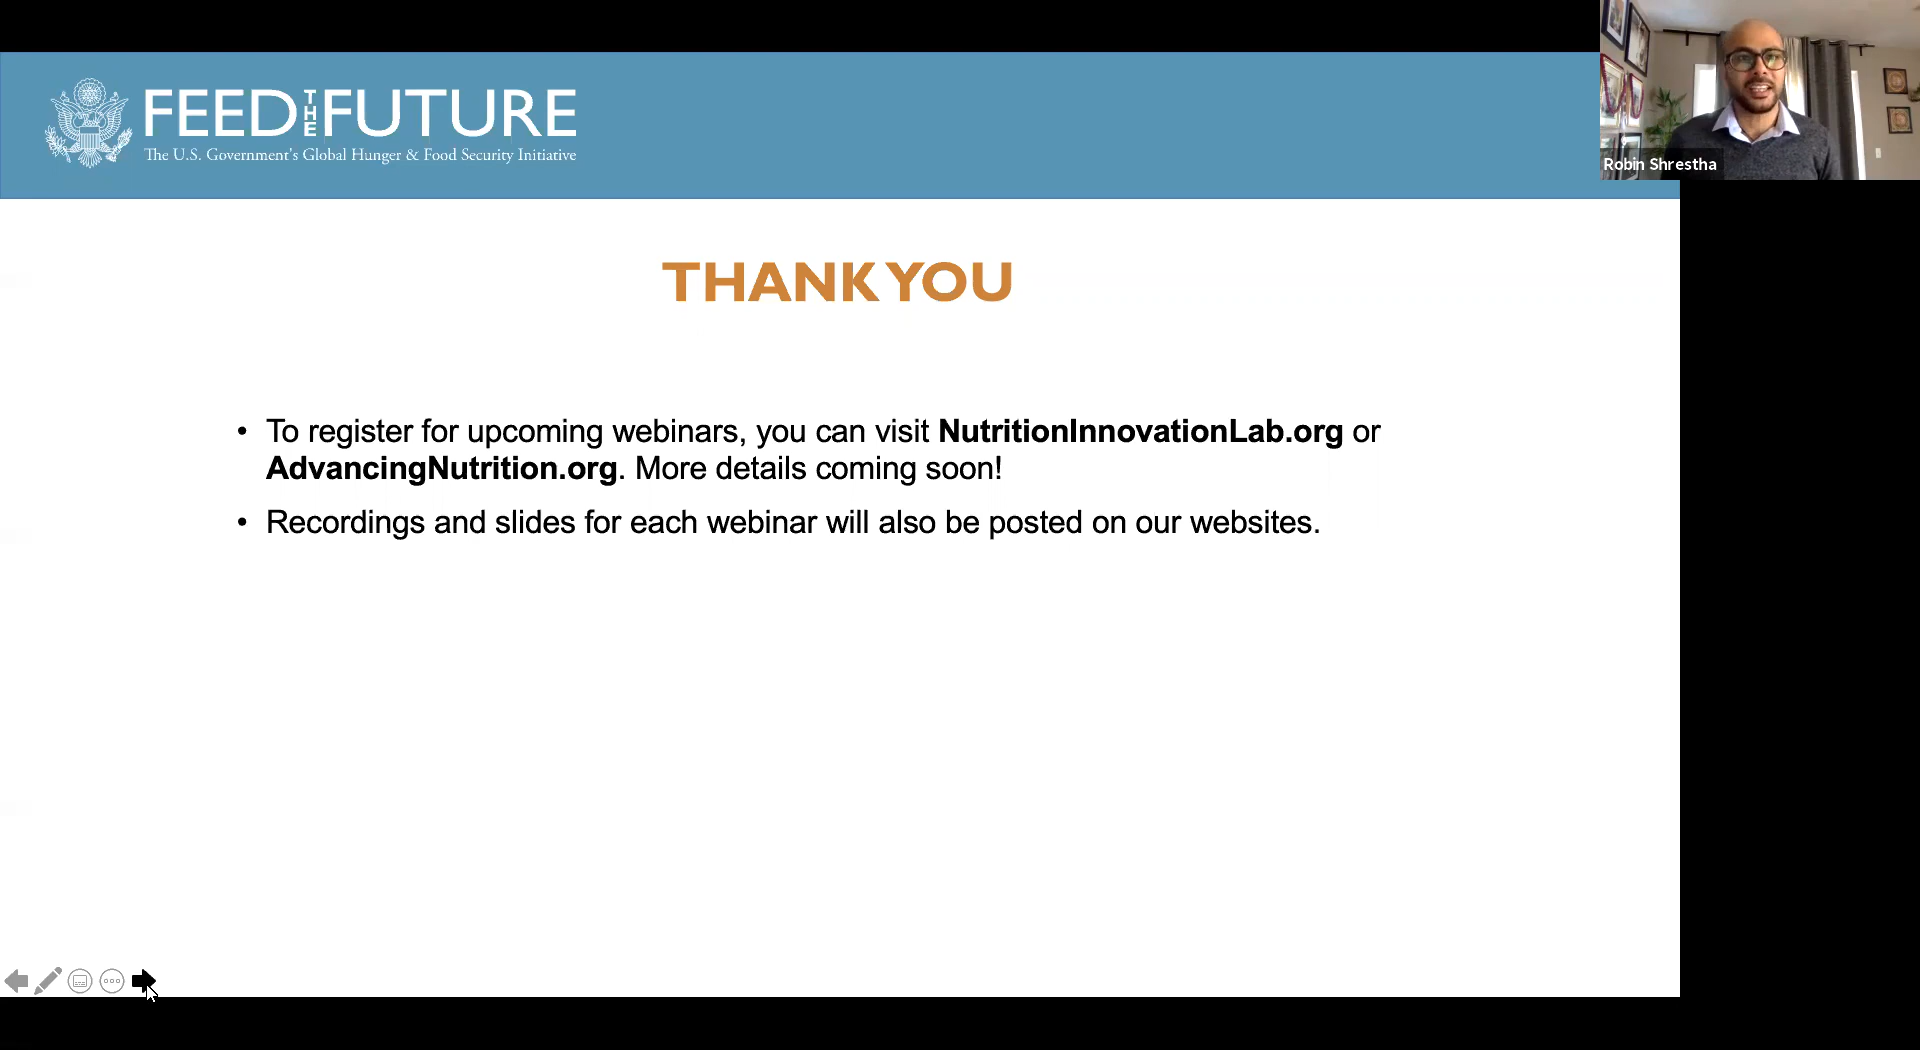 FEED THE FUTURE
The U.S. Government's Global Hunger & Food Security Initiative
Robin Shrestha
THANK YOU
• To register for upcoming webinars, you can visit NutritionInnovationLab.org or
AdvancingNutrition.org. More details coming soon!
• Recordings and slides for each webinar will also be posted on our websites.